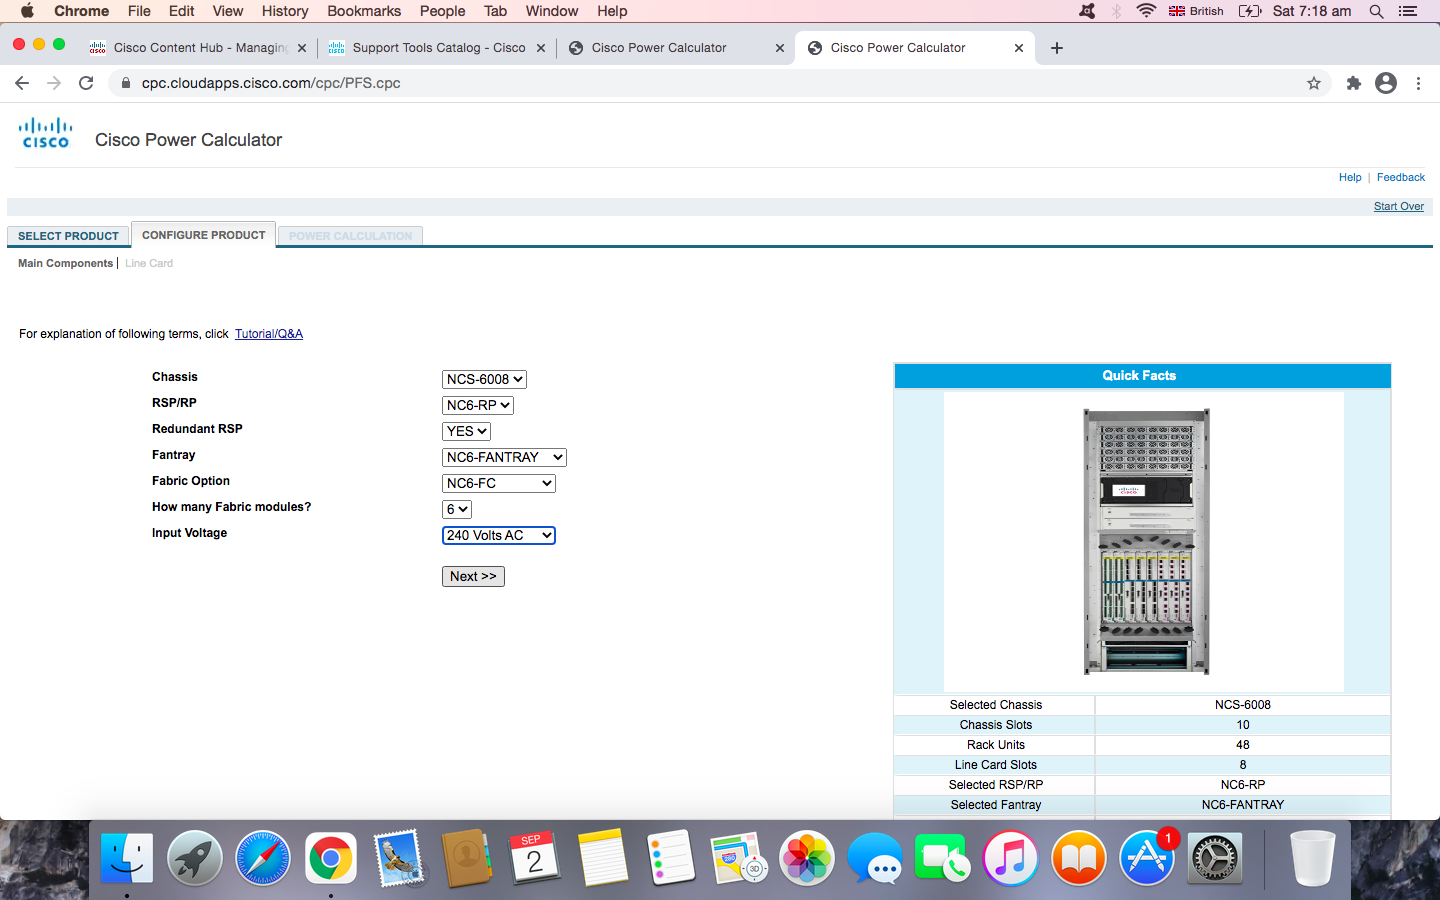 Chrome File Edit View History Bookmarks People Tab Window Help British Sat 7:18 am
Cisco Content Hub - Managing Support Tools Catalog - Cisco Cisco Power Calculator Cisco Power Calculator
cpc.cloudapps.cisco.com/cpc/PFS.cpc
CISCO Cisco Power Calculator
Help | Feedback
Start Over
SELECT PRODUCT CONFIGURE PRODUCT POWER CALCULATION
Main Components | Line Card
For explanation of following terms, click Tutorial/Q&A
Chassis NCS-6008
RSP/RP NC6-RP
Redundant RSP YES
Fantray NC6-FANTRAY
Fabric Option NC6-FC
How many Fabric modules? 6
Input Voltage 240 Volts AC
Next >>
Quick Facts
Selected Chassis NCS-6008
Chassis Slots 10
Rack Units 48
Line Card Slots 8
Selected RSP/RP NC6-RP
Selected Fantray NC6-FANTRAY
SEP
2
280
3D
1